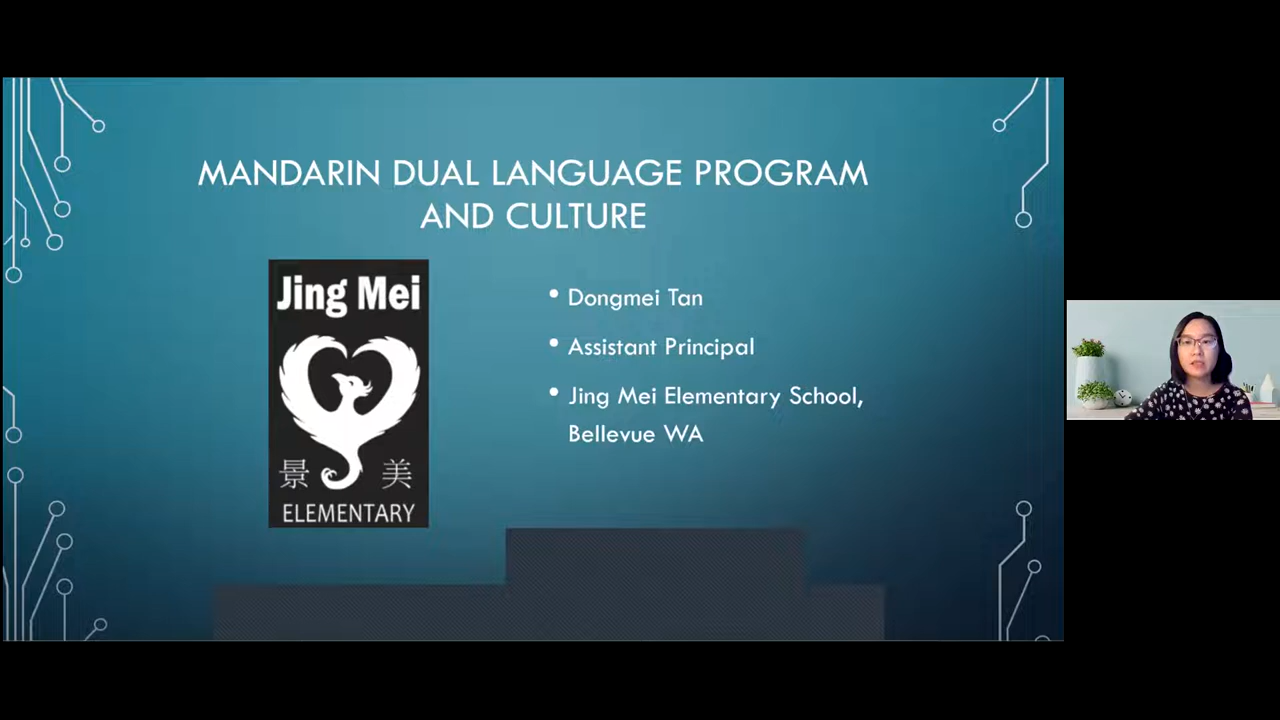 MANDARIN DUAL LANGUAGE PROGRAM
AND CULTURE
Jing Mei
景 美
ELEMENTARY
• Dongmei Tan
• Assistant Principal
• Jing Mei Elementary School,
Bellevue WA